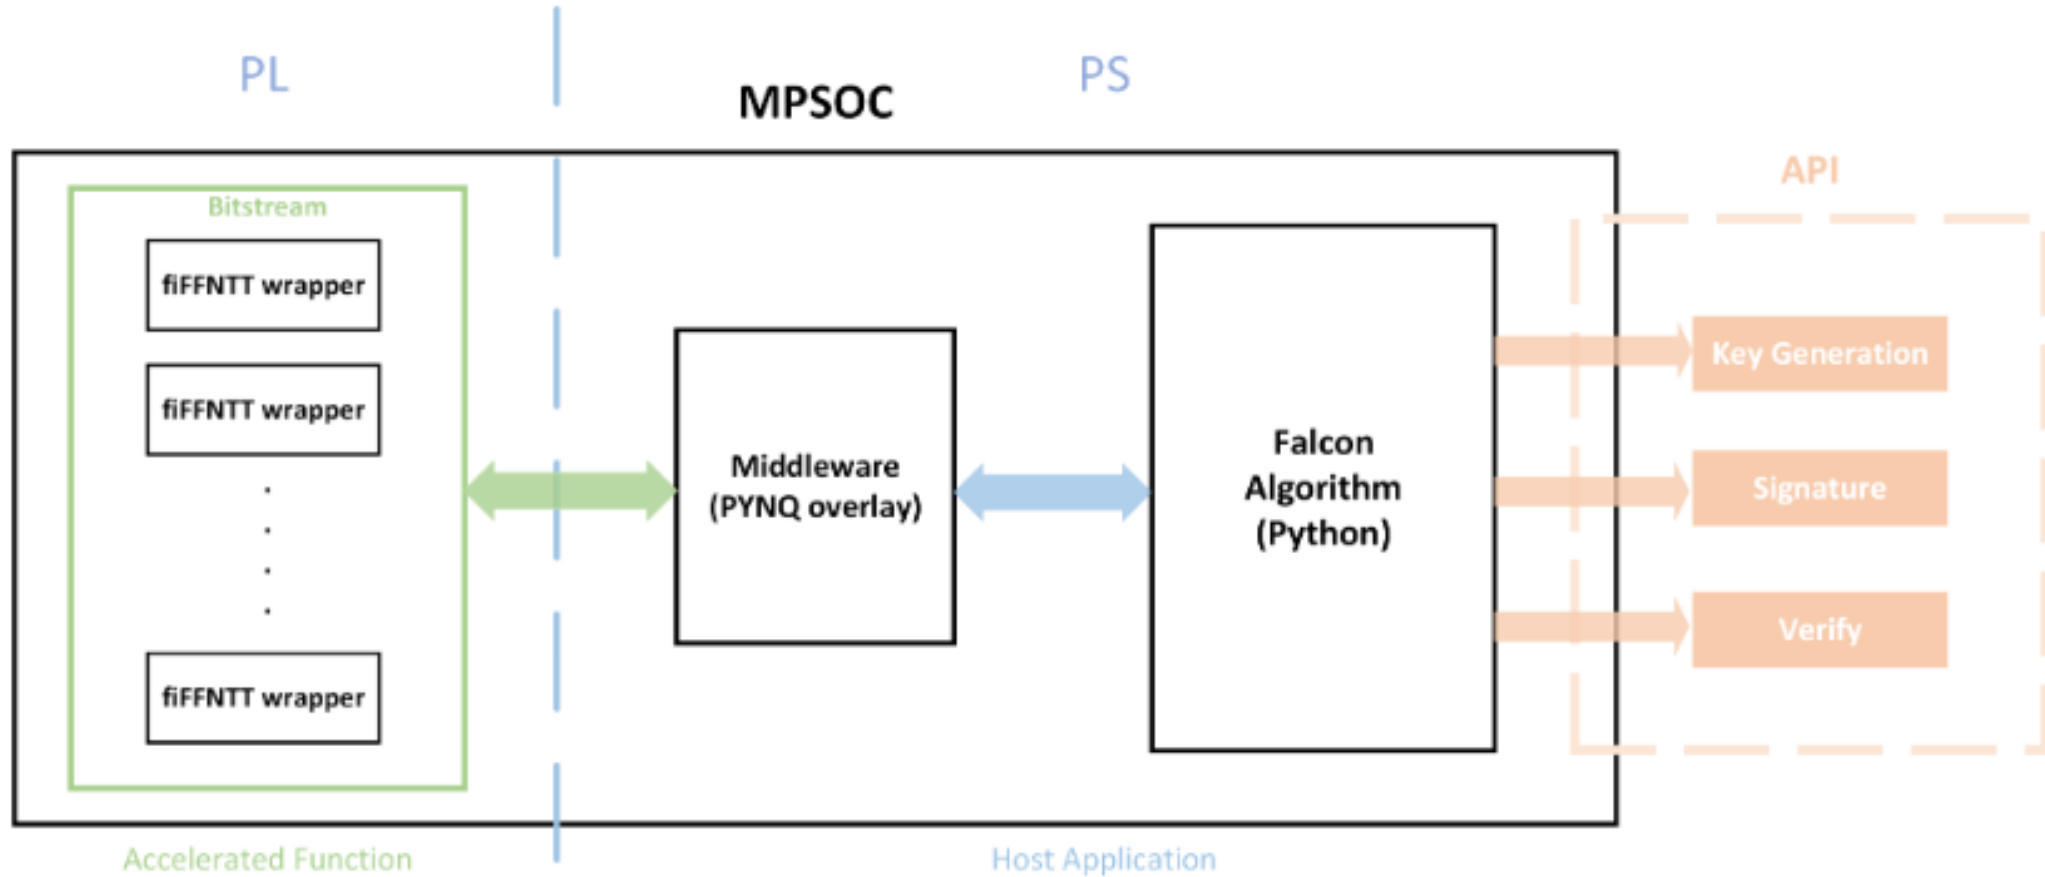 PL
PS
MPSOC
API
Bitstream
fiFFNTT wrapper
fiFFNTT wrapper
.
.
.
.
fiFFNTT wrapper
Middleware
(PYNQ overlay)
Falcon
Algorithm
(Python)
Key Generation
Signature
Verify
Accelerated Function
Host Application